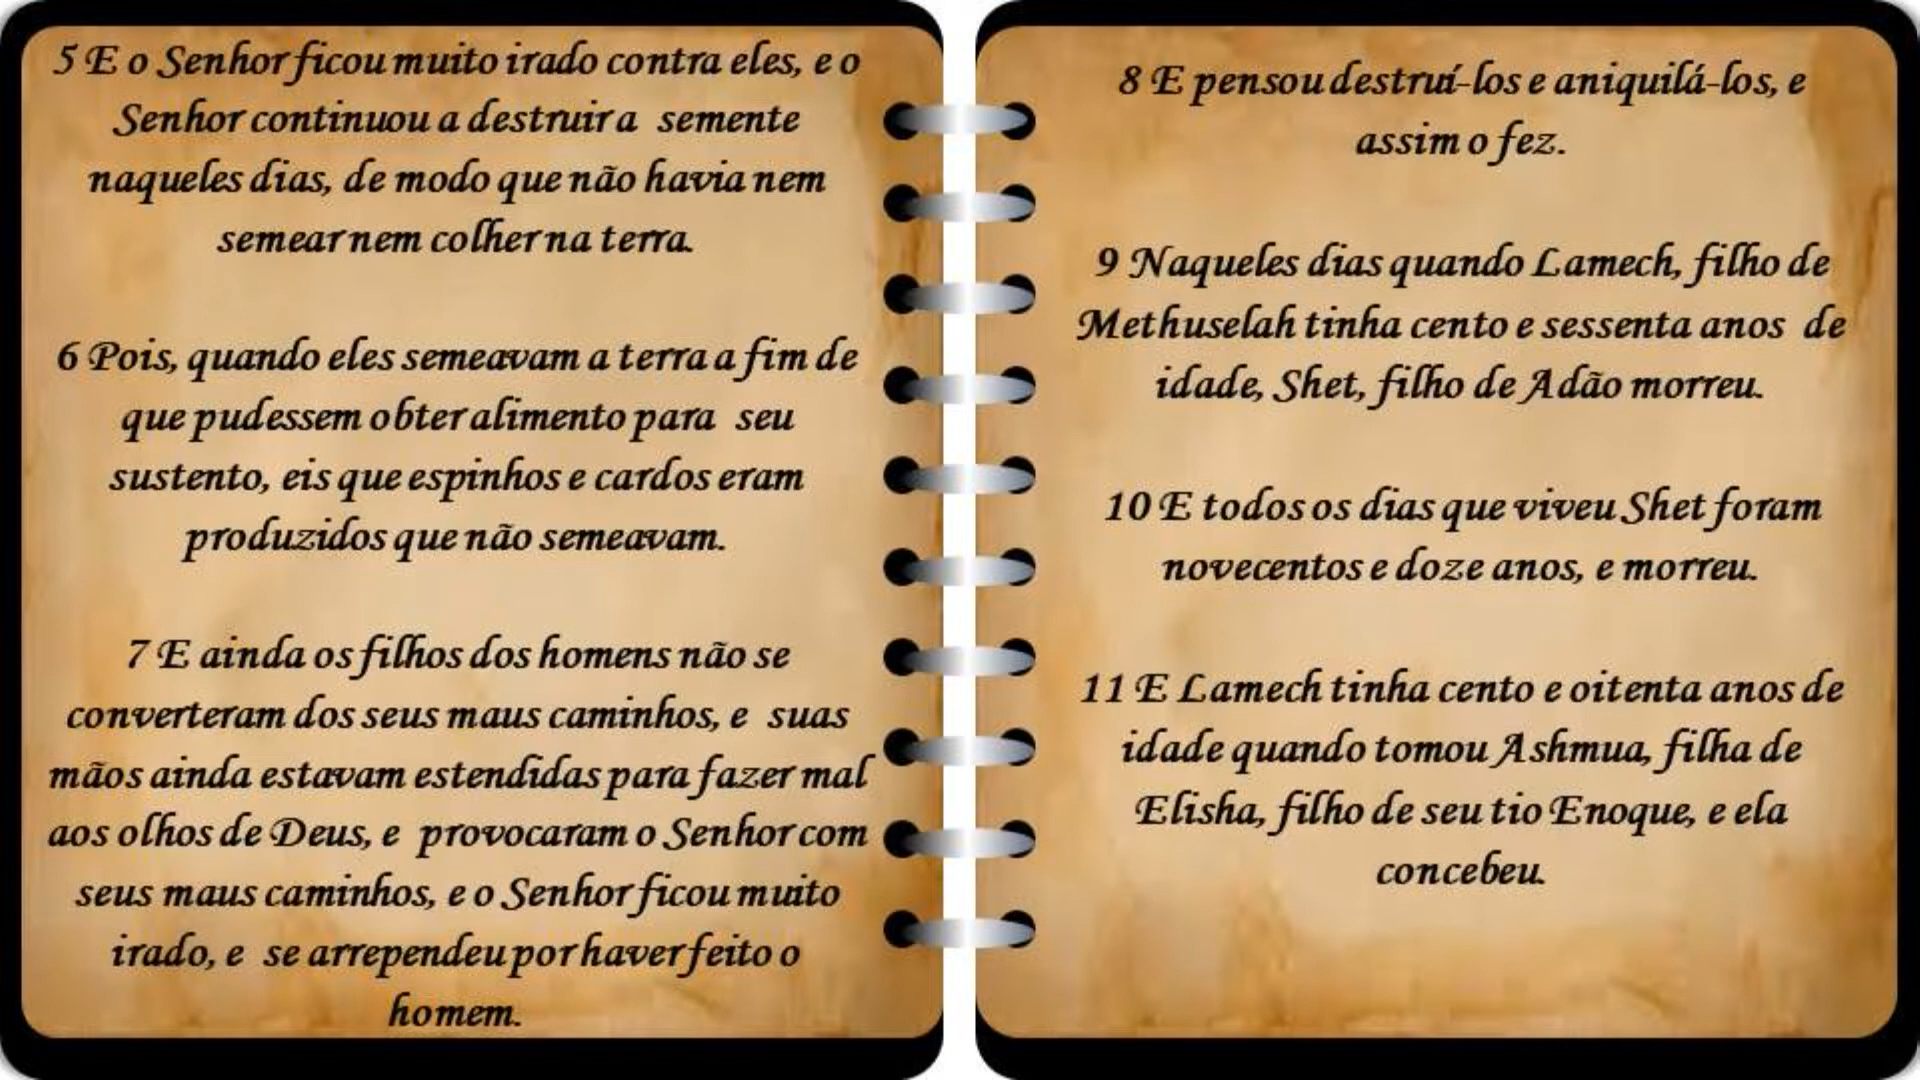 5 E o Senhor ficou muito irado contra eles, e o
Senhor continuou a destruir a semente
naqueles dias, de modo que não havia nem
semear nem colher na terra.
6 Pois, quando eles semeavam a terra a fim de
que pudessem obter alimento para seu
sustento, eis que espinhos e cardos eram
produzidos que não semeavam.
7 E ainda os filhos dos homens não se
converteram dos seus maus caminhos, e suas
mãos ainda estavam estendidas para fazer mal
aos olhos de Deus, e provocaram o Senhor com
seus maus caminhos, e o Senhor ficou muito
irado, e se arrependeu por haver feito o
homem.
8 E pensou destruí-los e aniquilá-los, e
assim o fez.
9 Naqueles dias quando Lamech, filho de
Methuselah tinha cento e sessenta anos de
idade, Shet, filho de Adão morreu.
10 E todos os dias que viveu Shet foram
novecentos e doze anos, e morreu.
11 E Lamech tinha cento e oitenta anos de
idade quando tomou Ashmua, filha de
Elisha, filho de seu tio Enoque, e ela
concebeu.